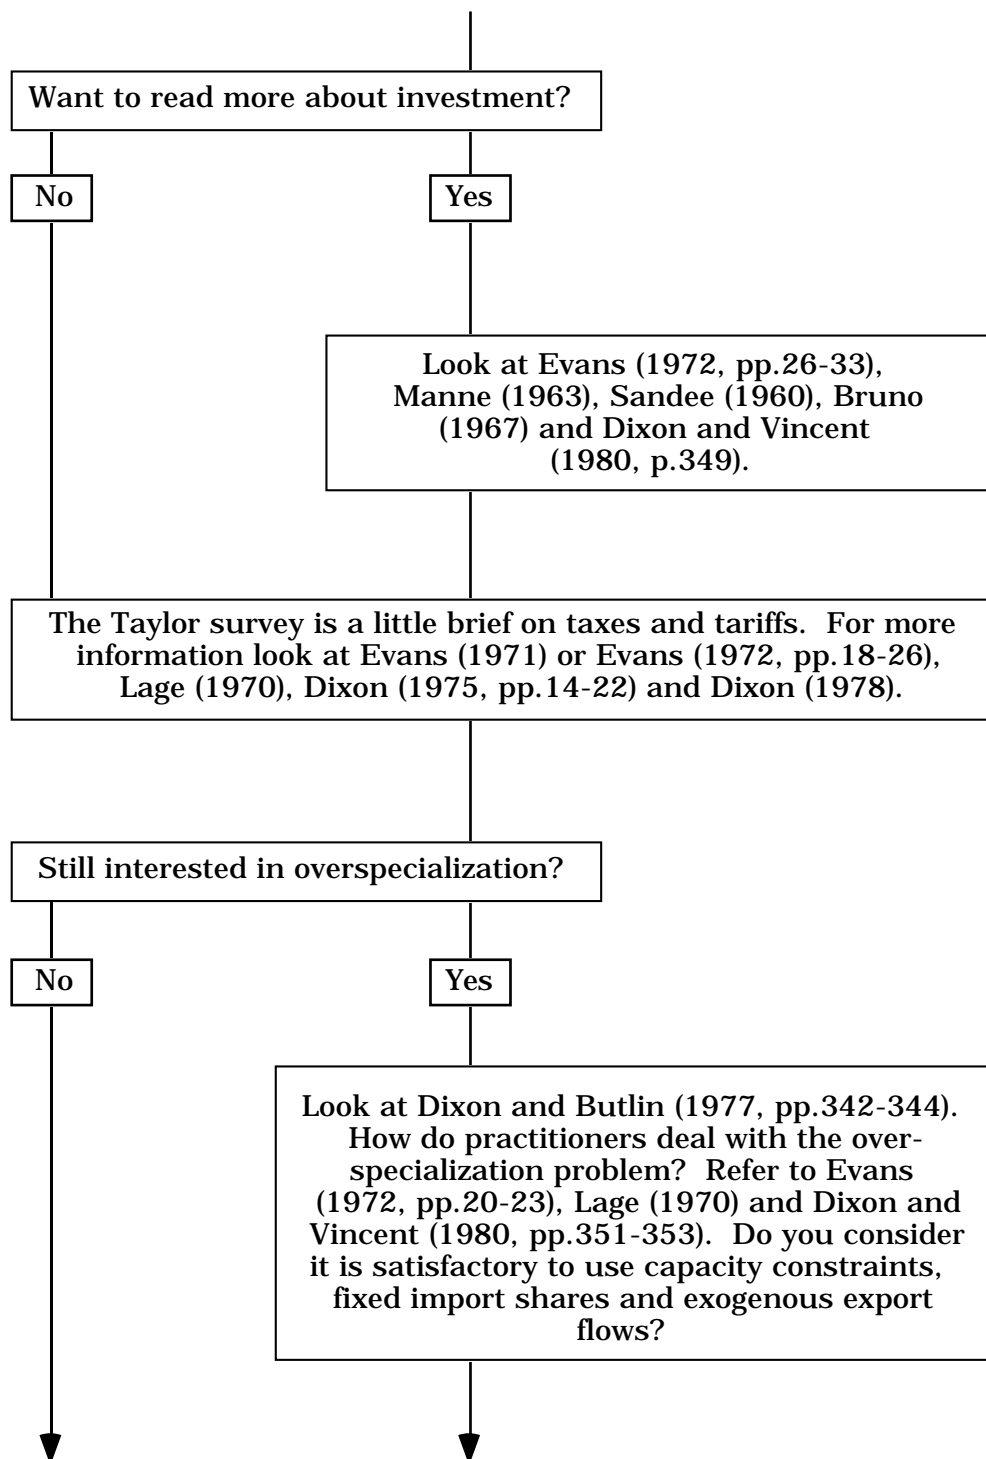 Want to read more about investment?
No
Yes
Look at Evans (1972, pp.26-33),
Manne (1963), Sandee (1960), Bruno
(1967) and Dixon and Vincent
(1980, p.349).
The Taylor survey is a little brief on taxes and tariffs.  For more
information look at Evans (1971) or Evans (1972, pp.18-26),
Lage (1970), Dixon (1975, pp.14-22) and Dixon (1978).
Still interested in overspecialization?
No
Yes
Look at Dixon and Butlin (1977, pp.342-344).
How do practitioners deal with the over-
specialization problem?  Refer to Evans
(1972, pp.20-23), Lage (1970) and Dixon and
Vincent (1980, pp.351-353).  Do you consider
it is satisfactory to use capacity constraints,
fixed import shares and exogenous export
flows?